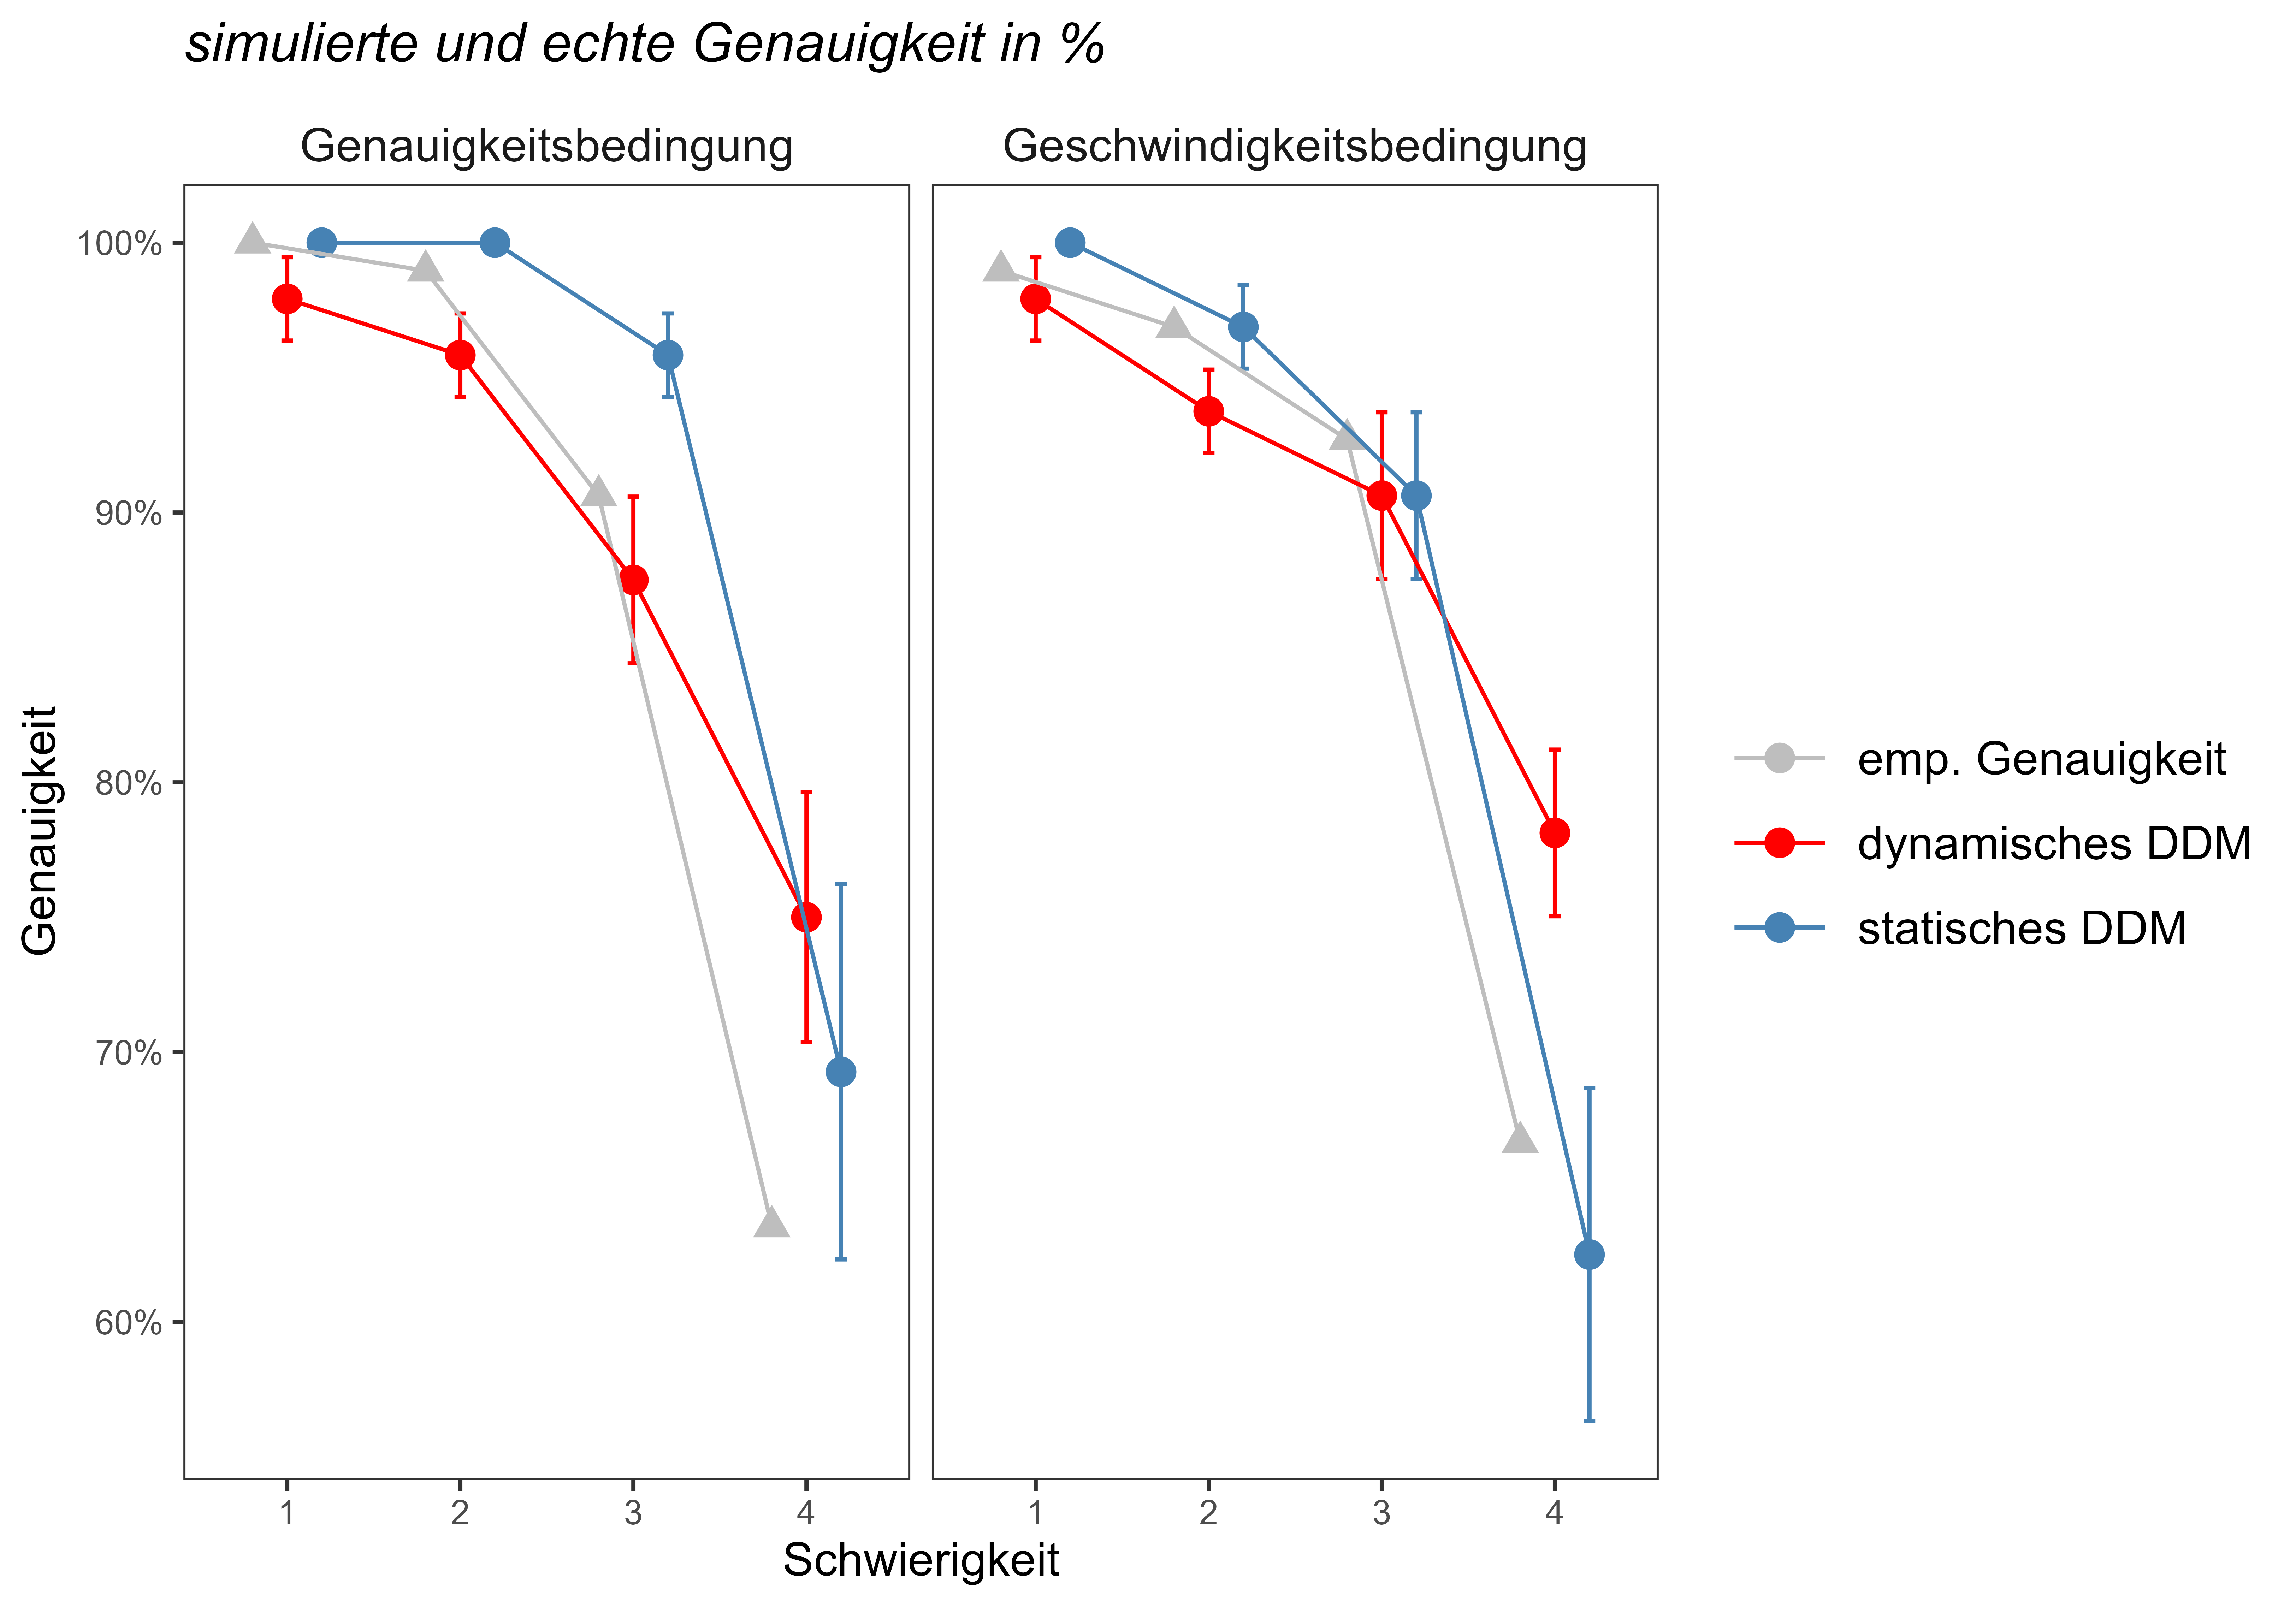 simulierte und echte Genauigkeit in %
Genauigkeitsbedingung
Geschwindigkeitsbedingung
Genauigkeit
100%
90%
80%
70%
60%
1 2 3 4
1 2 3 4
Schwierigkeit
emp. Genauigkeit
dynamisches DDM
statisches DDM